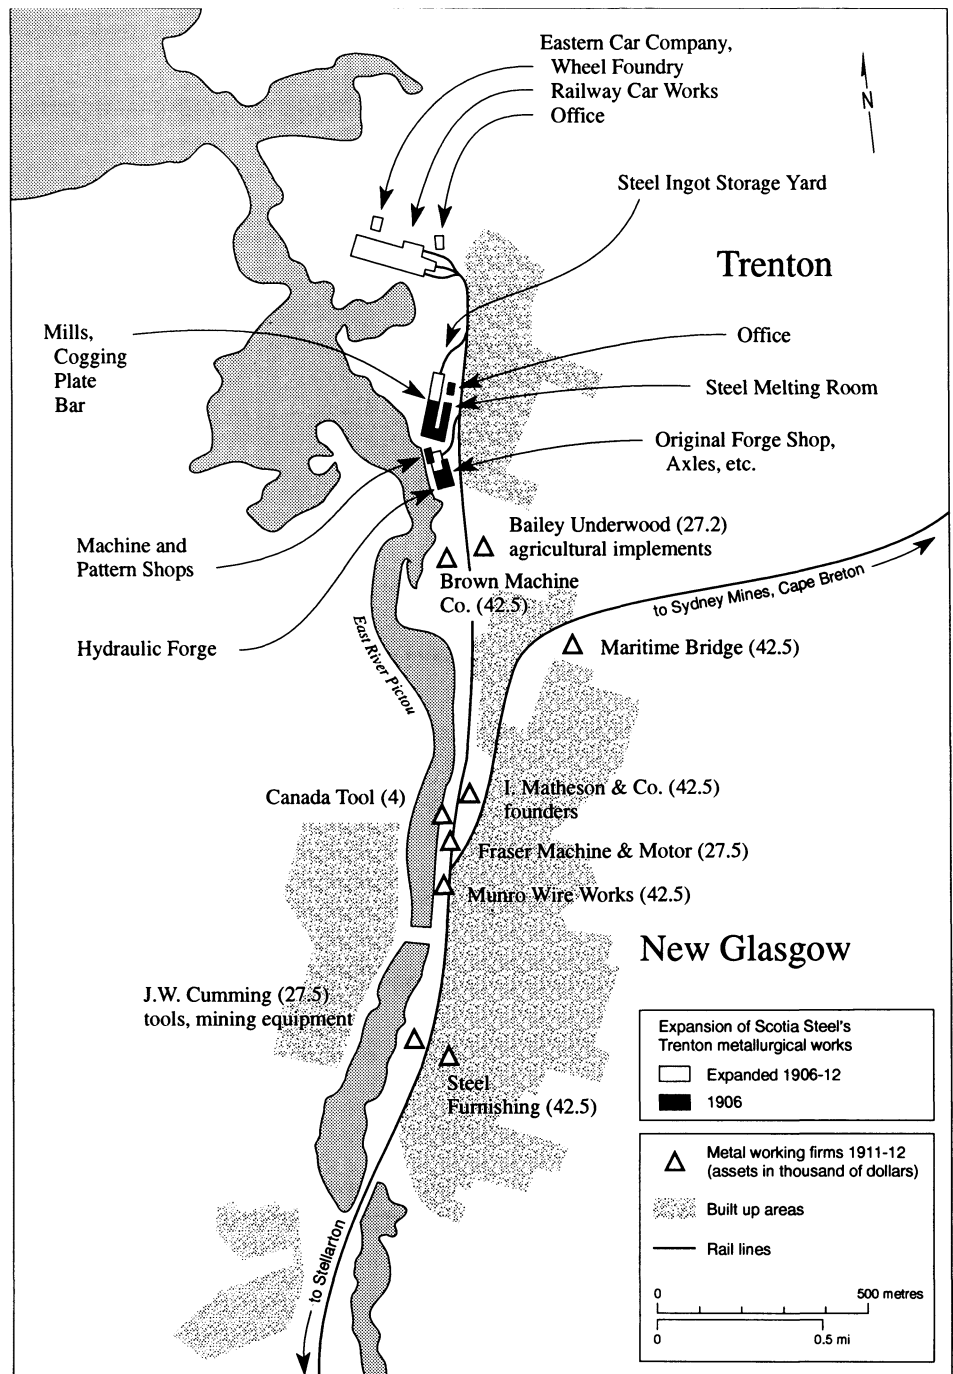 Eastern Car Company,
Wheel Foundry
Railway Car Works
Office
N
Steel Ingot Storage Yard
Trenton
Mills,
Cogging
Plate
Bar
Office
Steel Melting Room
Original Forge Shop,
Axles, etc.
Machine and
Pattern Shops
Bailey Underwood (27.2)
agricultural implements
Brown Machine
Co. (42.5)
to Sydney Mines, Cape Breton
Hydraulic Forge
East River Pictou
Maritime Bridge (42.5)
Canada Tool (4)
I. Matheson & Co. (42.5)
founders
Fraser Machine & Motor (27.5)
Munro Wire Works (42.5)
New Glasgow
J.W. Cumming (27.5)
tools, mining equipment
Steel
Furnishing (42.5)
to Stellarton
Expansion of Scotia Steel's
Trenton metallurgical works
Expanded 1906-12
1906
Metal working firms 1911-12
(assets in thousand of dollars)
Built up areas
Rail lines
0 500 metres
0 0.5 mi